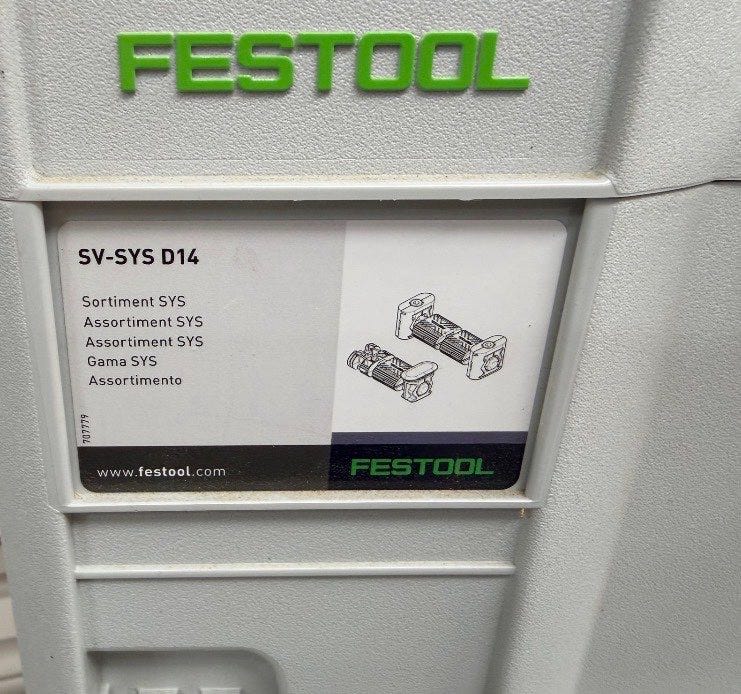 FESTOOL
SV-SYS D14
Sortiment SYS
Assortiment SYS
Assortiment SYS
Gama SYS
Assortimento
707779
www.festool.com
FESTOOL